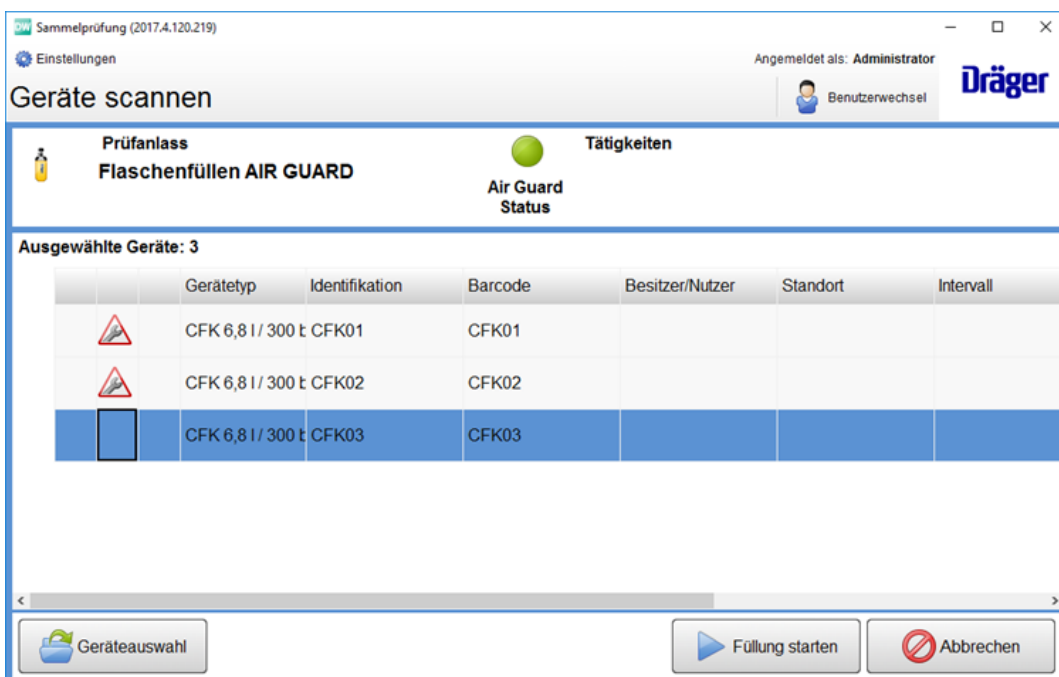 DW Sammelprüfung (2017.4.120.219)
Einstellungen
Angemeldet als: Administrator
Dräger
Geräte scannen
Benutzerwechsel
Prüfanlass
Tätigkeiten
Flaschenfüllen AIR GUARD
Air Guard
Status
Ausgewählte Geräte: 3
Gerätetyp Identifikation Barcode Besitzer/Nutzer Standort Intervall
CFK 6,8 l / 300 b CFK01 CFK01
CFK 6,8 l / 300 b CFK02 CFK02
CFK 6,8 l / 300 b CFK03 CFK03
Geräteauswahl Füllung starten Abbrechen